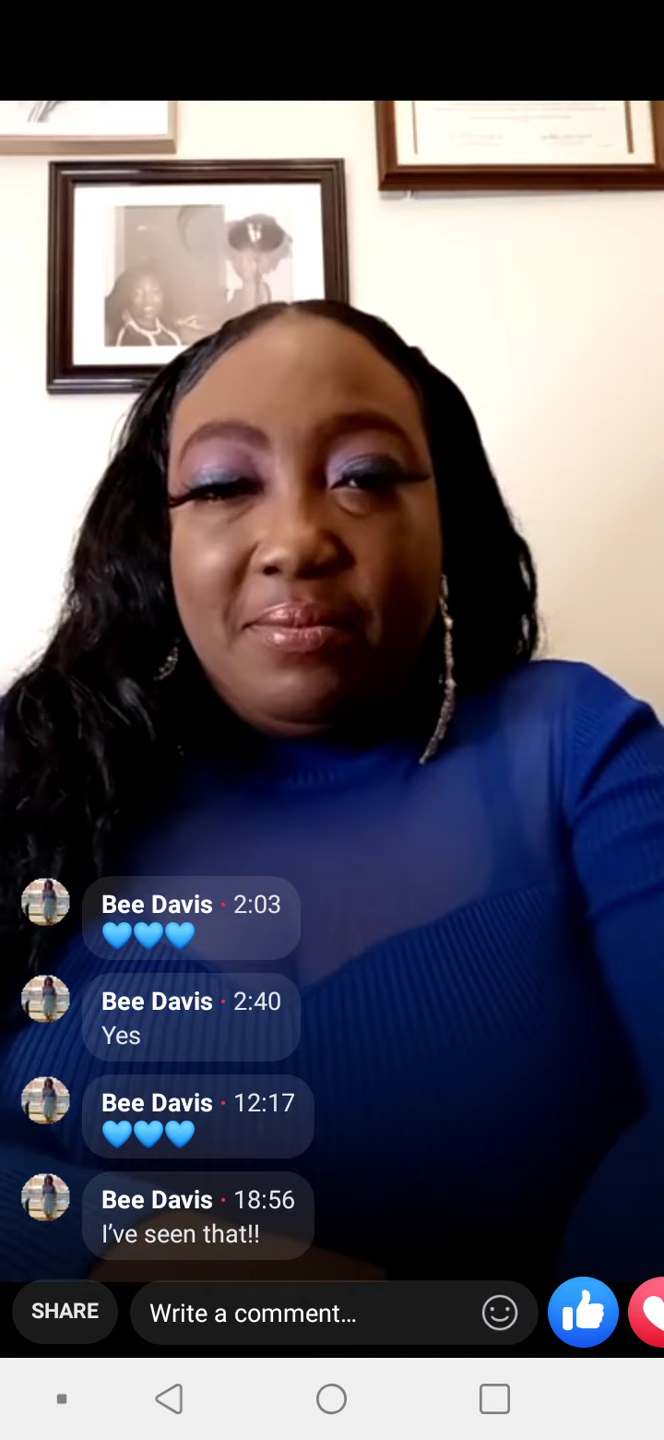 Bee Davis · 2:03
💙💙💙
Bee Davis · 2:40
Yes
Bee Davis · 12:17
💙💙💙
Bee Davis · 18:56
I've seen that!!
SHARE
Write a comment...